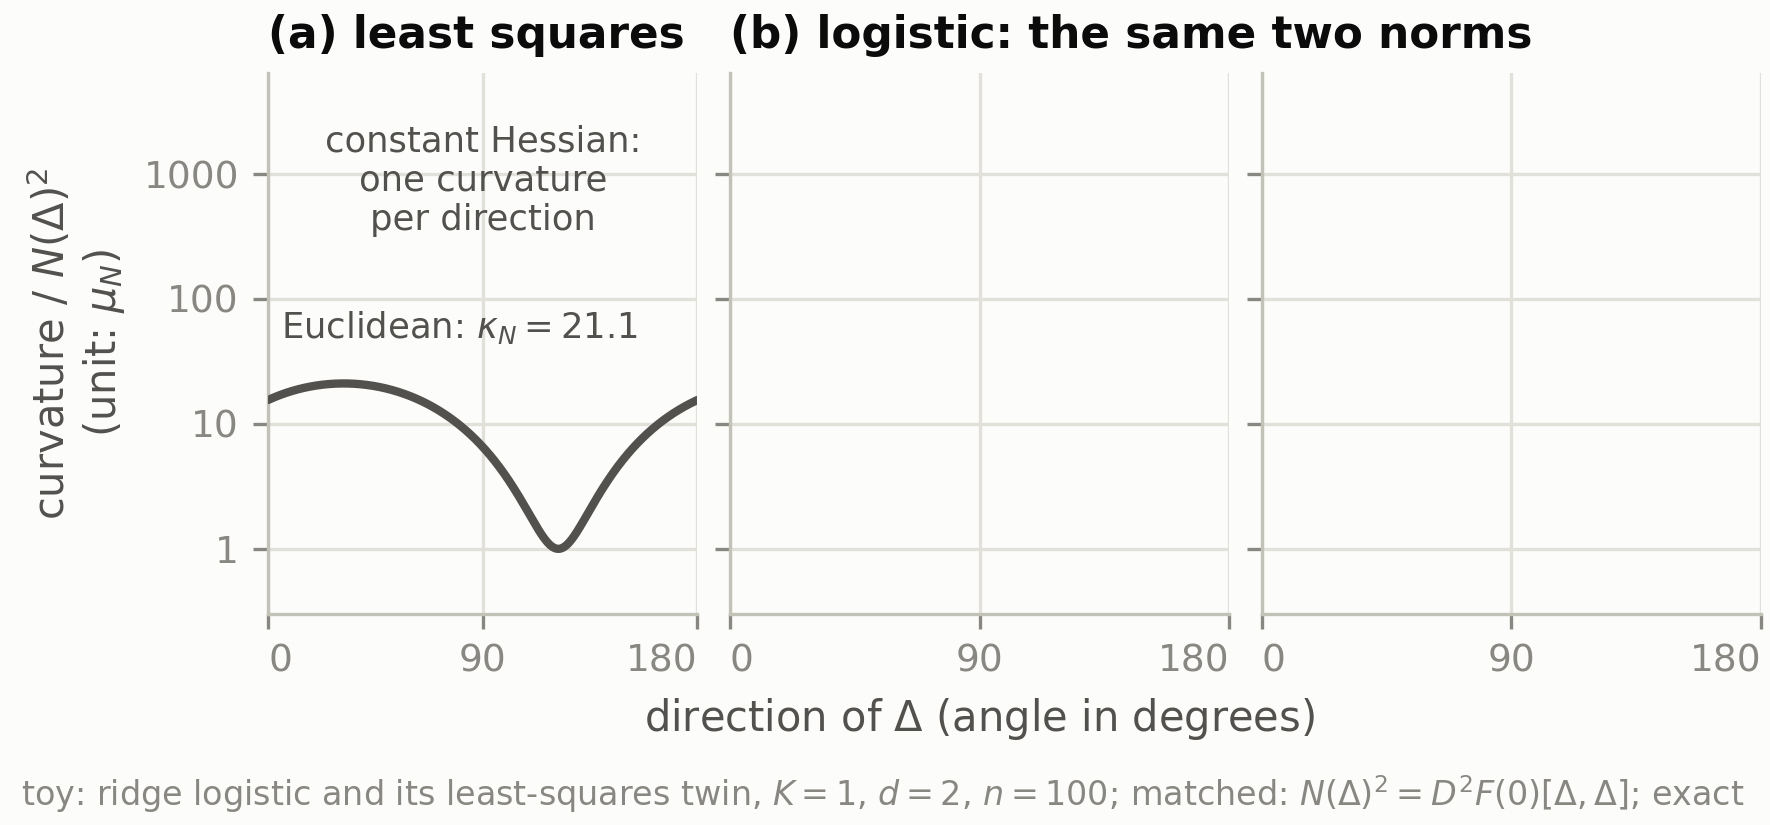 (a) least squares
(b) logistic: the same two norms
curvature / N(Δ)²
(unit: μ_N)
1000
100
10
1
constant Hessian:
one curvature
per direction
Euclidean: κ_N = 21.1
0 90 180
0 90 180
0 90 180
direction of Δ (angle in degrees)
toy: ridge logistic and its least-squares twin, K = 1, d = 2, n = 100; matched: N(Δ)² = D²F(0)[Δ, Δ]; exact